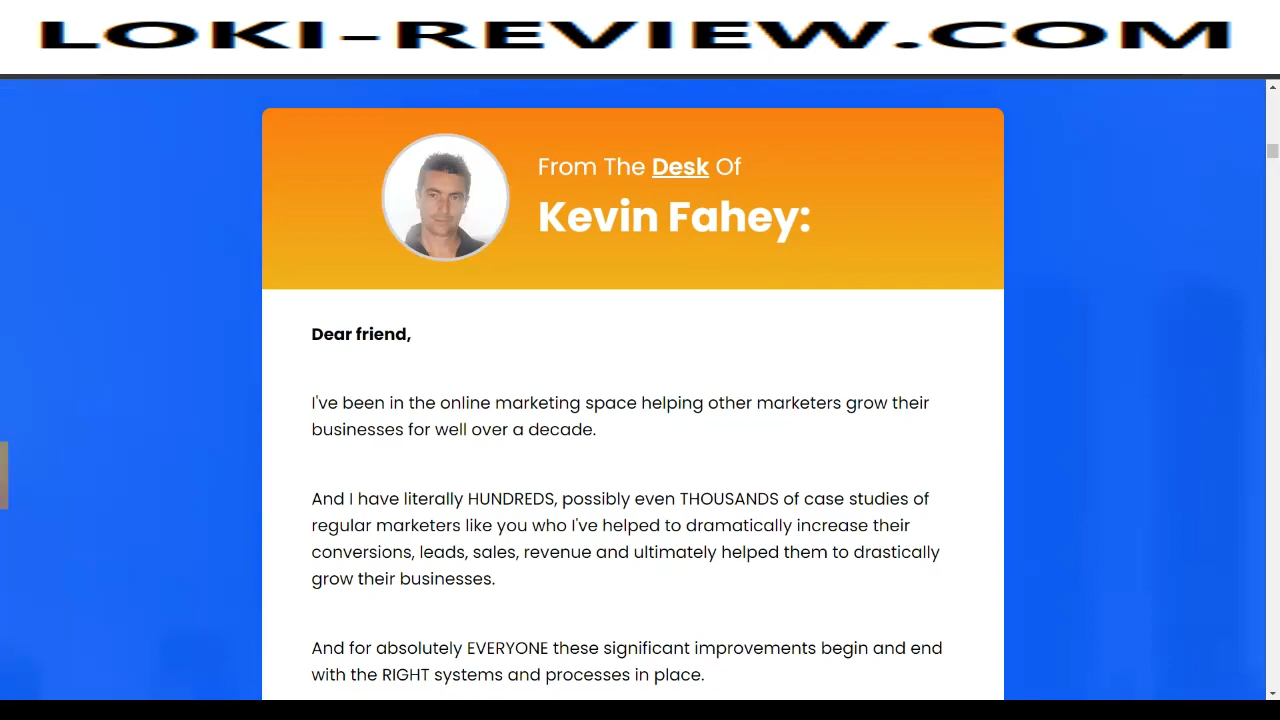 LOKI-REVIEW.COM
From The Desk Of
Kevin Fahey:
Dear friend,
I've been in the online marketing space helping other marketers grow their
businesses for well over a decade.
And I have literally HUNDREDS, possibly even THOUSANDS of case studies of
regular marketers like you who I've helped to dramatically increase their
conversions, leads, sales, revenue and ultimately helped them to drastically
grow their businesses.
And for absolutely EVERYONE these significant improvements begin and end
with the RIGHT systems and processes in place.